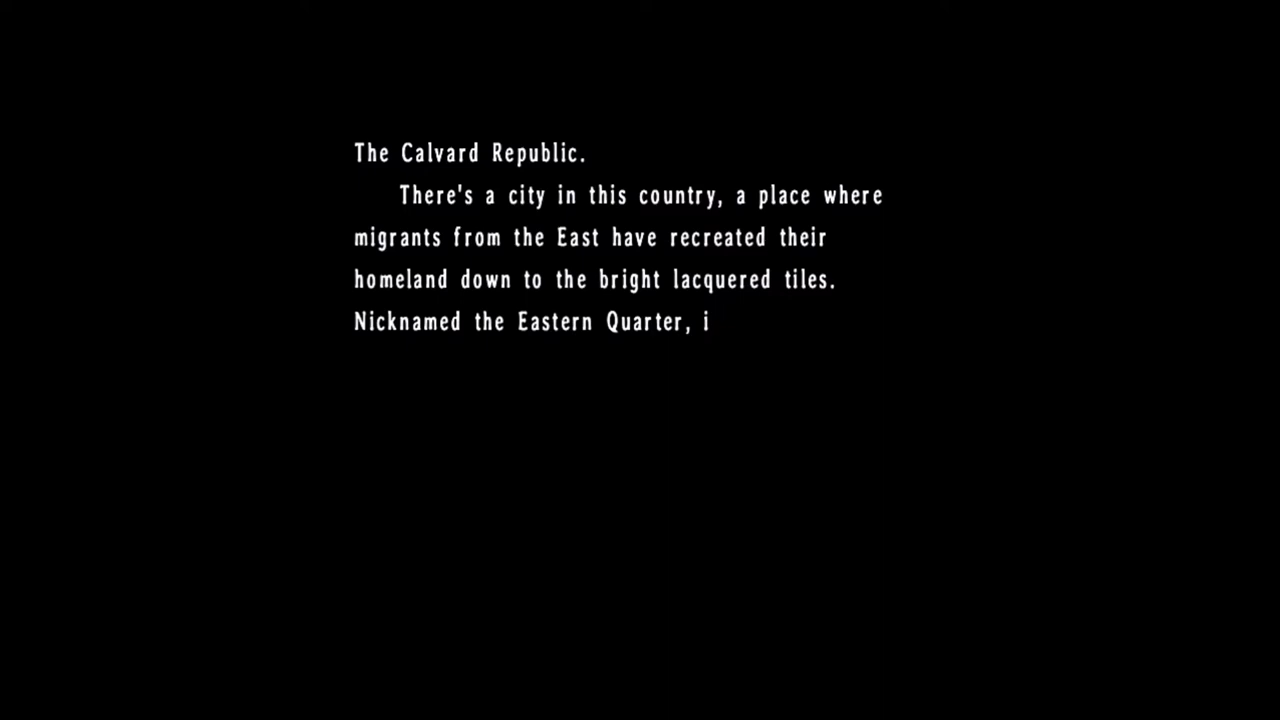 The Calvard Republic.
There's a city in this country, a place where
migrants from the East have recreated their
homeland down to the bright lacquered tiles.
Nicknamed the Eastern Quarter, i